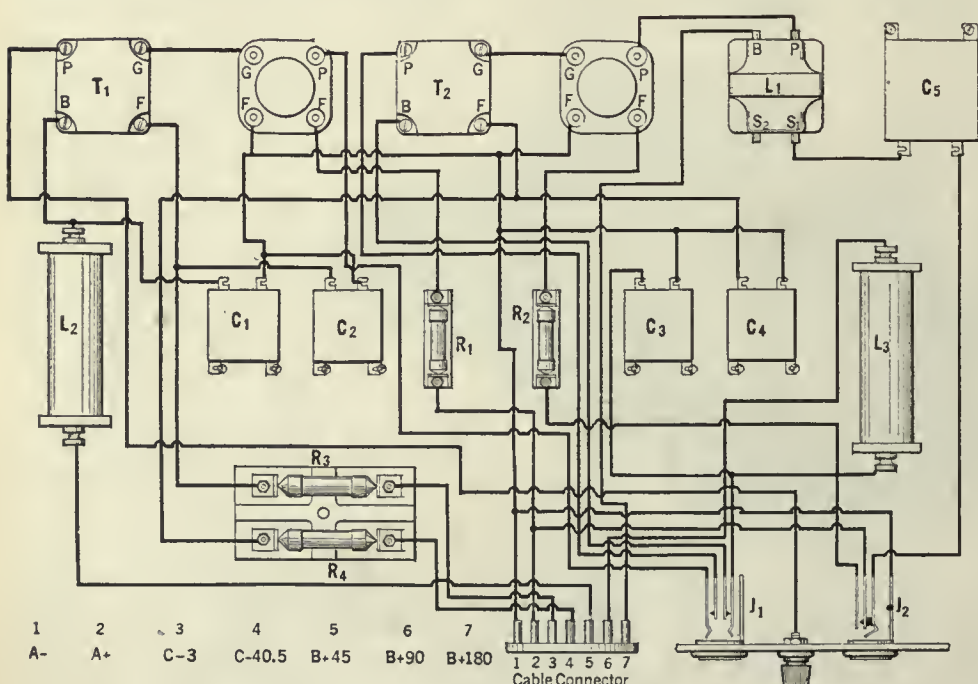 P G
T1
B F
G P
F F
P G
T2
B F
G P
F F
B P
L1
S2 S1
C5
L2
C1
C2
R1
R2
C3
C4
L3
R3
R4
J1
J2
1 2 3 4 5 6 7
A- A+ C-3 C-40.5 B+45 B+90 B+180
1 2 3 4 5 6 7
Cable Connector